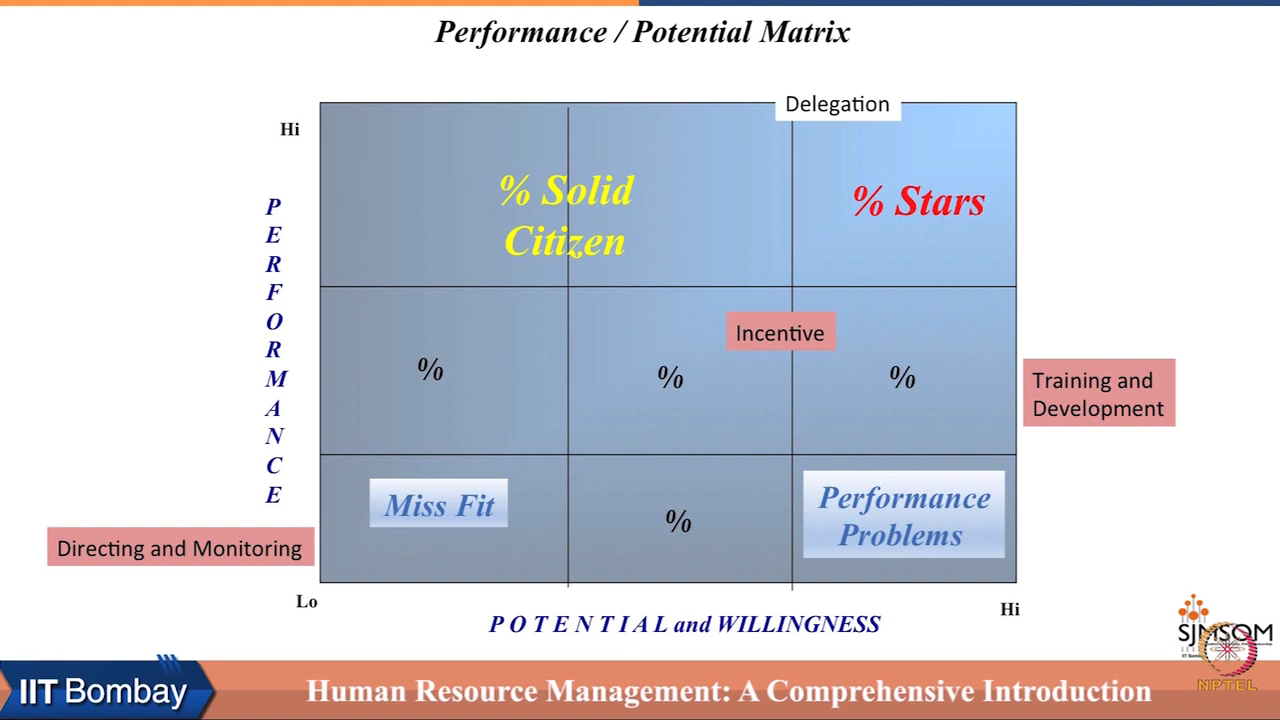 Performance / Potential Matrix
Delegation
Hi
% Solid
Citizen
% Stars
P
E
R
F
O
R
M
A
N
C
E
Incentive
%
%
%
Training and
Development
Miss Fit
%
Performance
Problems
Directing and Monitoring
Lo
Hi
P O T E N T I A L and WILLINGNESS
SJMSOM
NPTEL
IIT Bombay
Human Resource Management: A Comprehensive Introduction